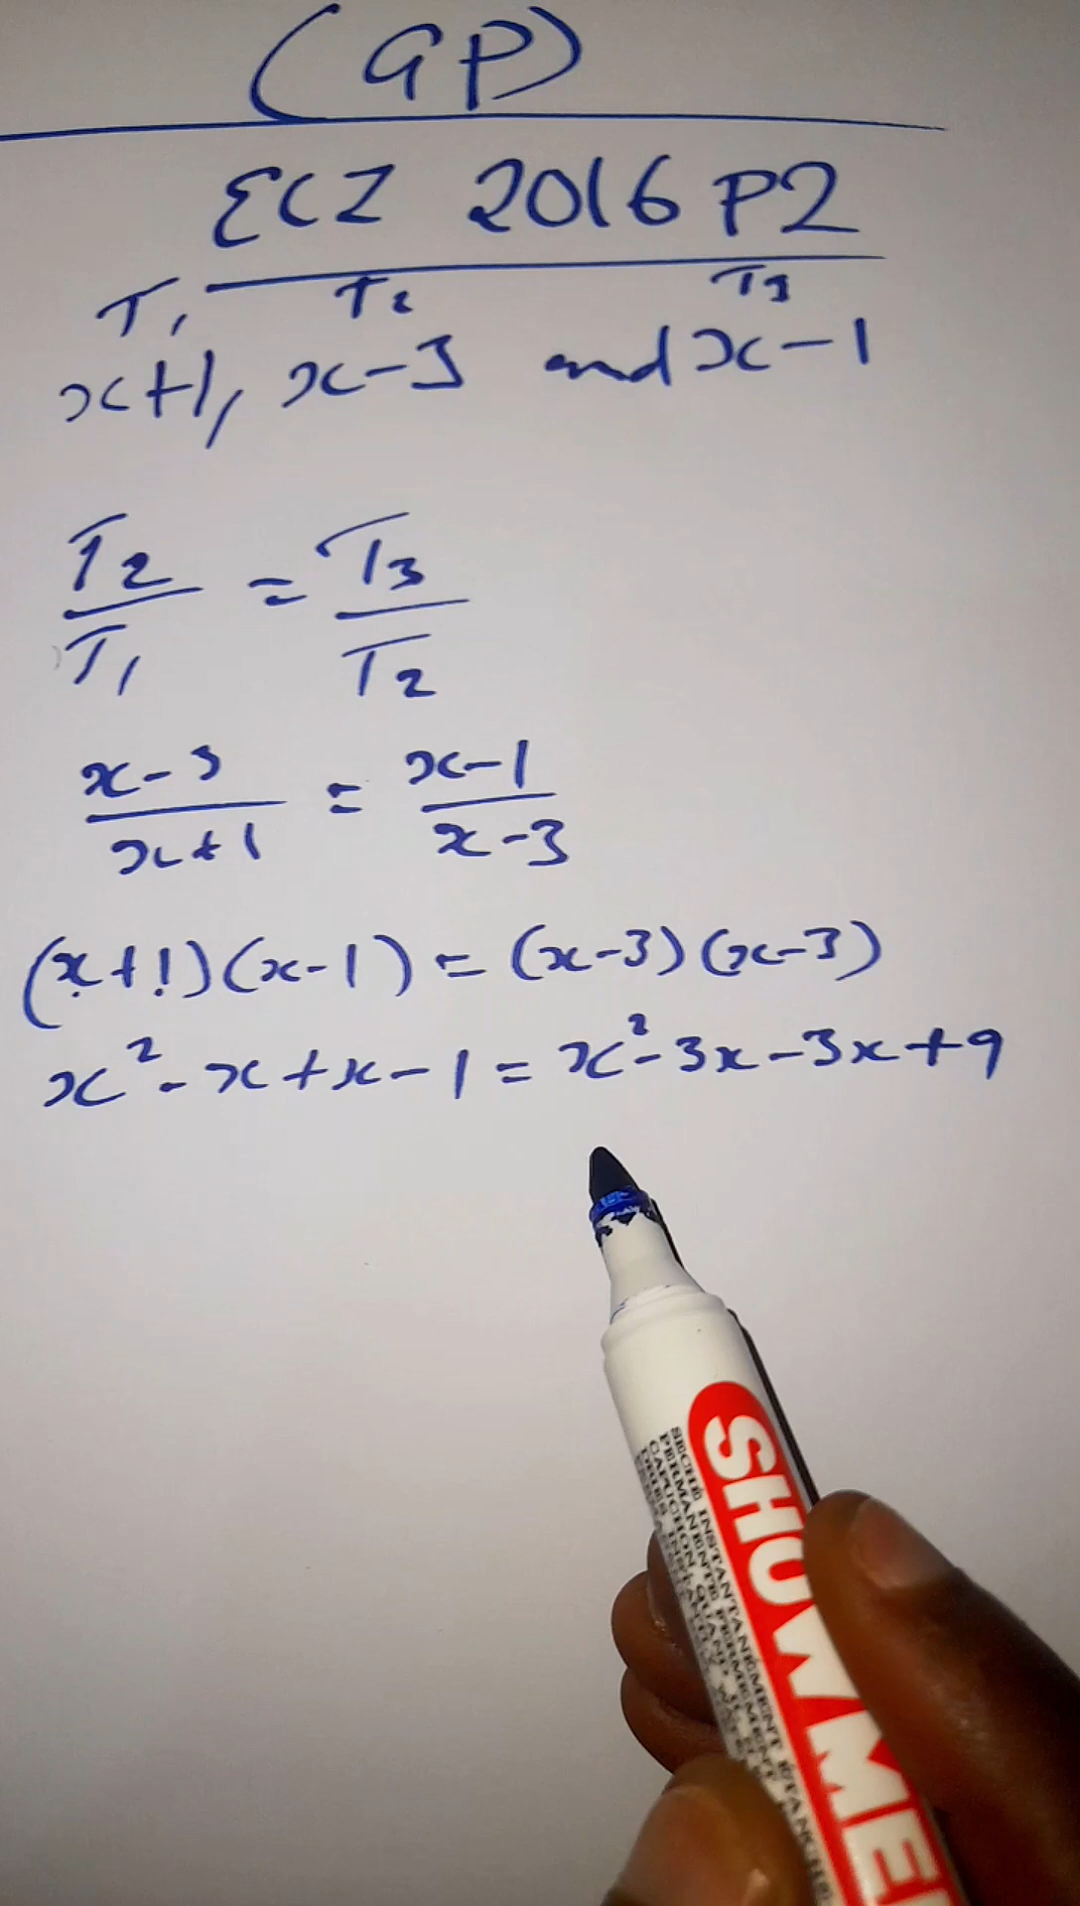 (GP)
ECZ 2016 P2
T₁ T₂ T₃
x+1, x-3 and x-1
T₂/T₁ = T₃/T₂
x-3/x+1 = x-1/x-3
(x+1)(x-1) = (x-3)(x-3)
x²-x+x-1 = x²-3x-3x+9
SHOWME